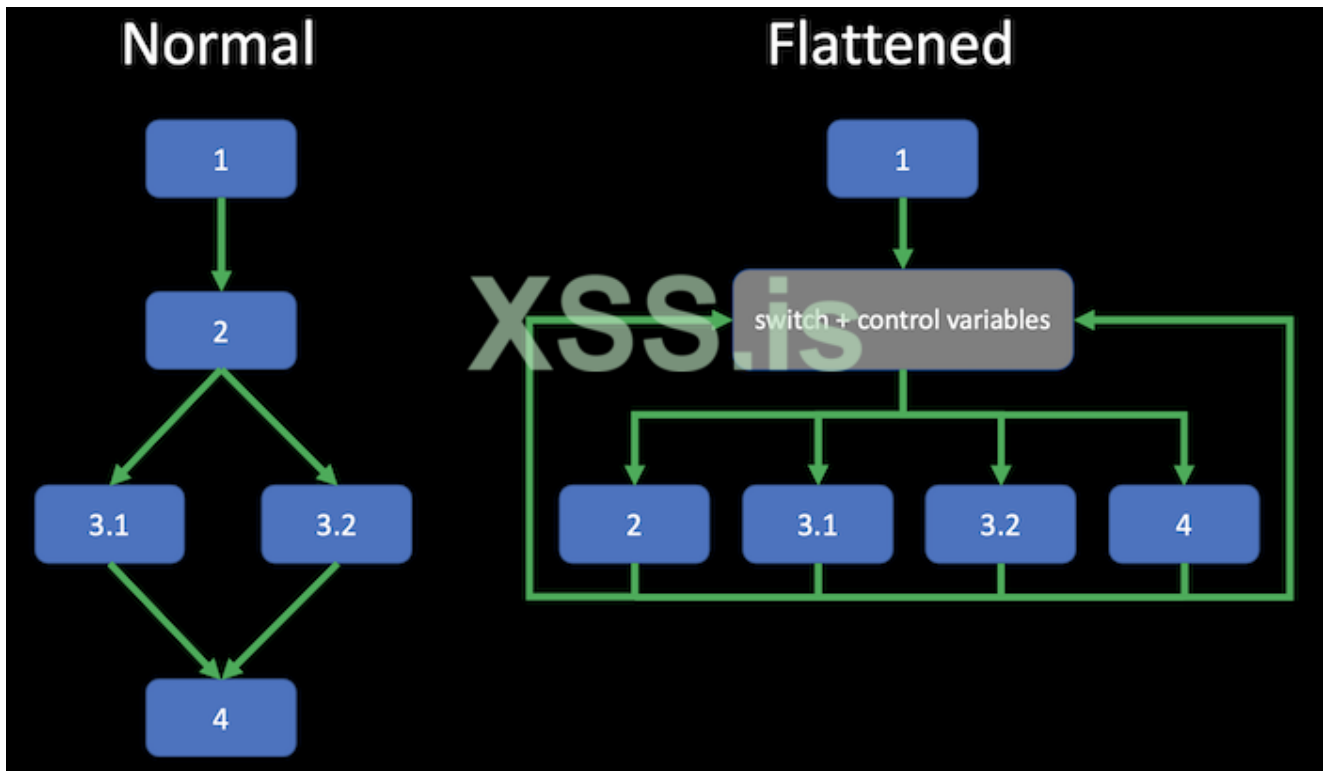 Normal
1
2
3.1
3.2
4
Flattened
1
switch + control variables
2
3.1
3.2
4
XSS.is